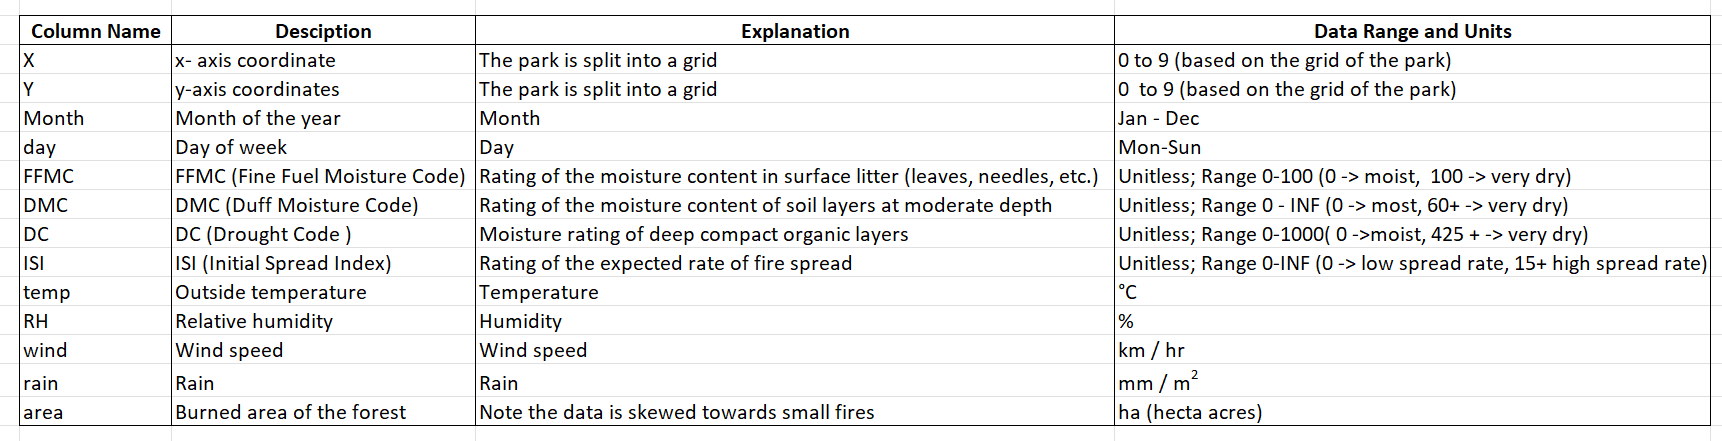 Column Name Desciption Explanation Data Range and Units
X x- axis coordinate The park is split into a grid 0 to 9 (based on the grid of the park)
Y y-axis coordinates The park is split into a grid 0  to 9 (based on the grid of the park)
Month Month of the year Month Jan - Dec
day Day of week Day Mon-Sun
FFMC FFMC (Fine Fuel Moisture Code) Rating of the moisture content in surface litter (leaves, needles, etc.) Unitless; Range 0-100 (0 -> moist,  100 -> very dry)
DMC DMC (Duff Moisture Code) Rating of the moisture content of soil layers at moderate depth Unitless; Range 0 - INF (0 -> most, 60+ -> very dry)
DC DC (Drought Code ) Moisture rating of deep compact organic layers Unitless; Range 0-1000( 0 ->moist, 425 + -> very dry)
ISI ISI (Initial Spread Index) Rating of the expected rate of fire spread Unitless; Range 0-INF (0 -> low spread rate, 15+ high spread rate)
temp Outside temperature Temperature °C
RH Relative humidity Humidity %
wind Wind speed Wind speed km / hr
rain Rain Rain mm / m²
area Burned area of the forest Note the data is skewed towards small fires ha (hecta acres)